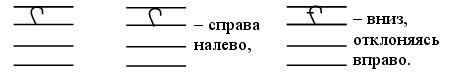 – справа
налево,
– вниз,
отклоняясь
вправо.